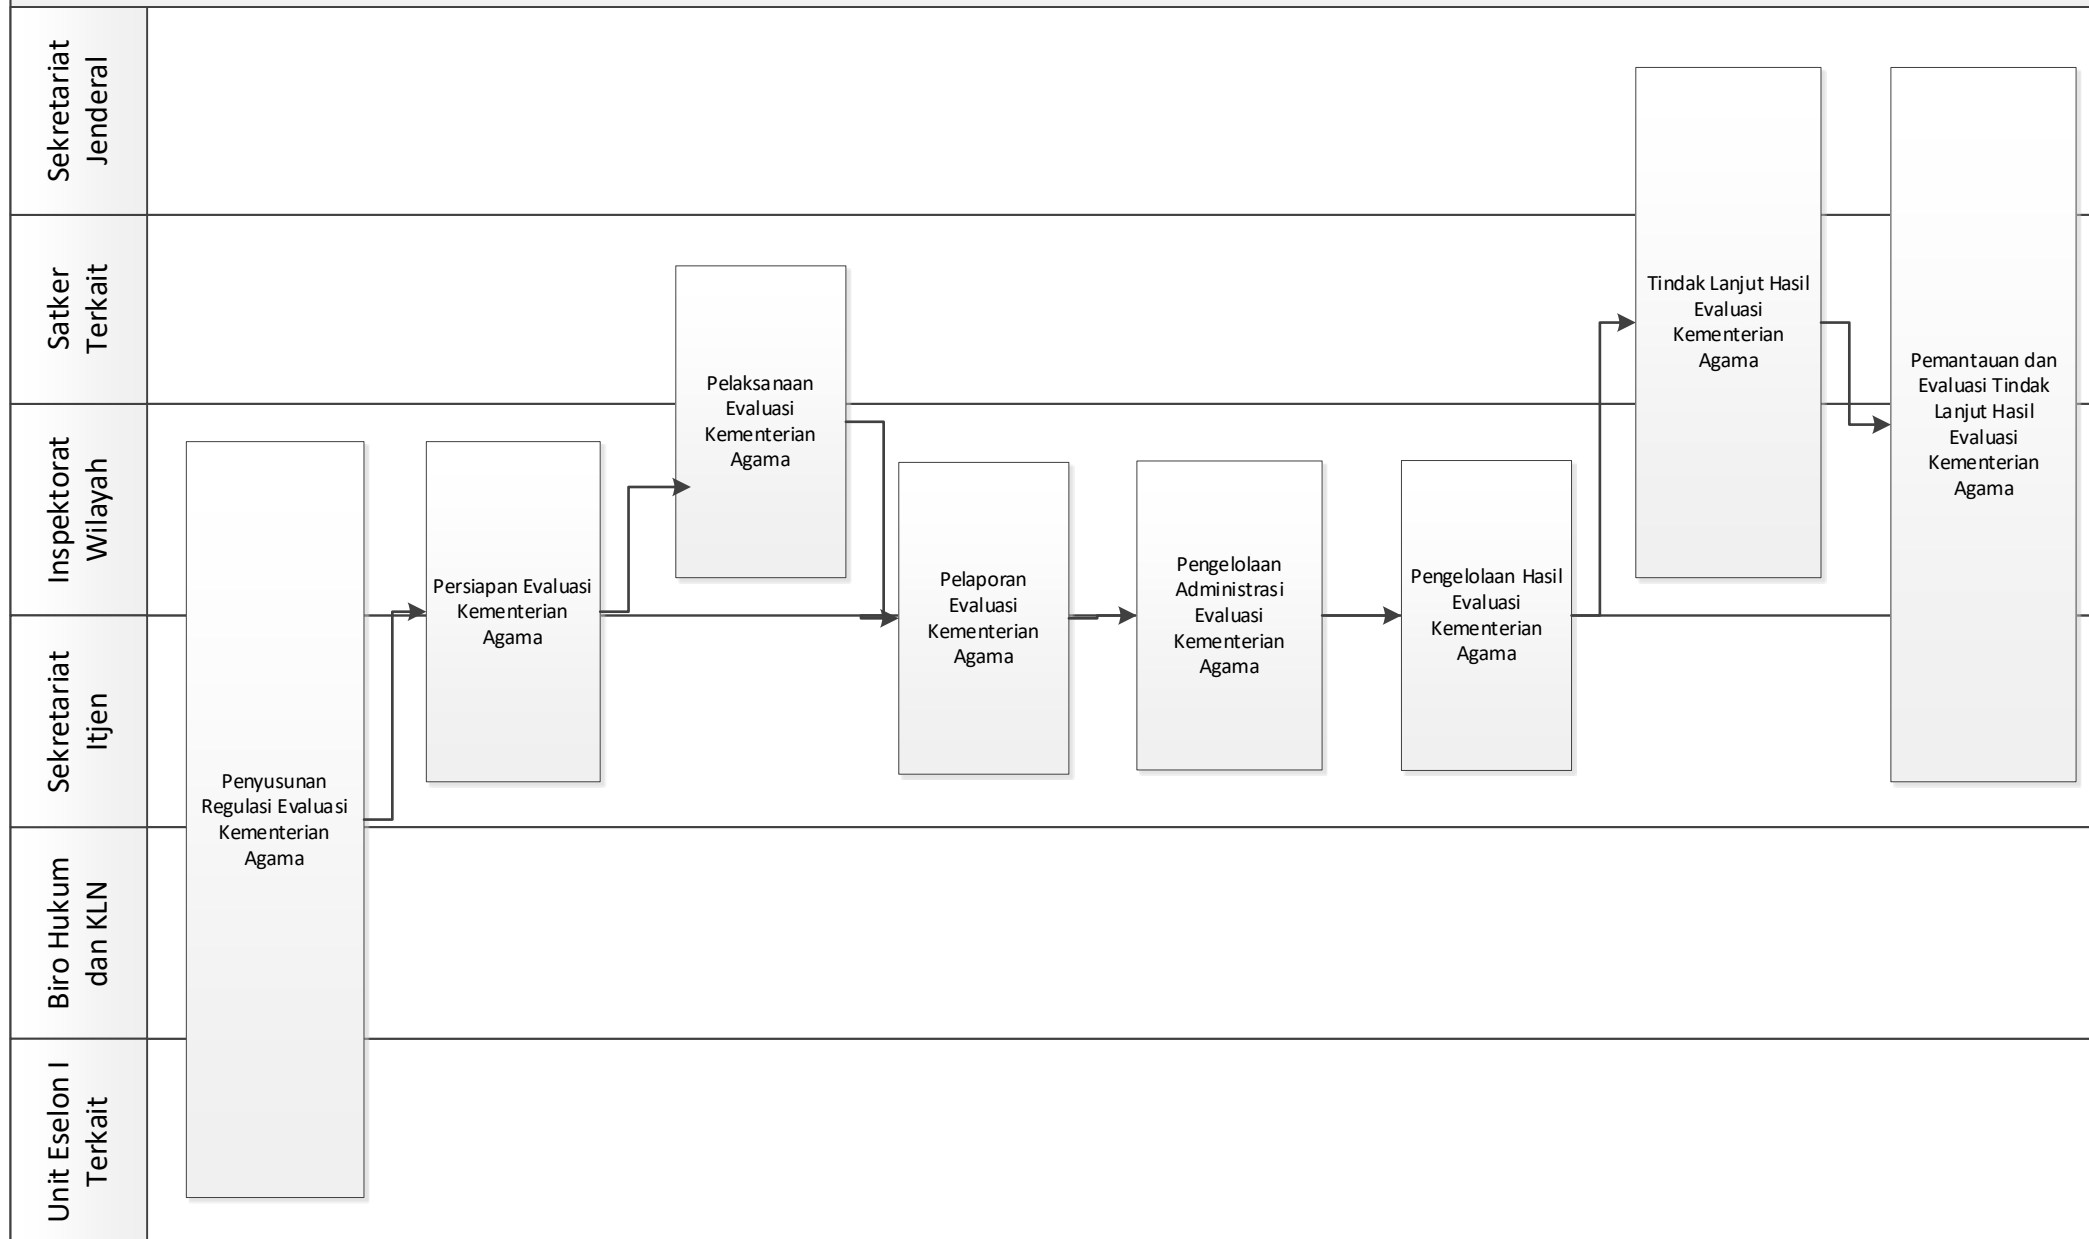 Sekretariat
Jenderal
Satker
Terkait
Inspektorat
Wilayah
Sekretariat
Itjen
Biro Hukum
dan KLN
Unit Eselon I
Terkait
Penyusunan
Regulasi Evaluasi
Kementerian
Agama
Persiapan Evaluasi
Kementerian
Agama
Pelaksanaan
Evaluasi
Kementerian
Agama
Pelaporan
Evaluasi
Kementerian
Agama
Pengelolaan
Administrasi
Evaluasi
Kementerian
Agama
Pengelolaan Hasil
Evaluasi
Kementerian
Agama
Tindak Lanjut Hasil
Evaluasi
Kementerian
Agama
Pemantauan dan
Evaluasi Tindak
Lanjut Hasil
Evaluasi
Kementerian
Agama